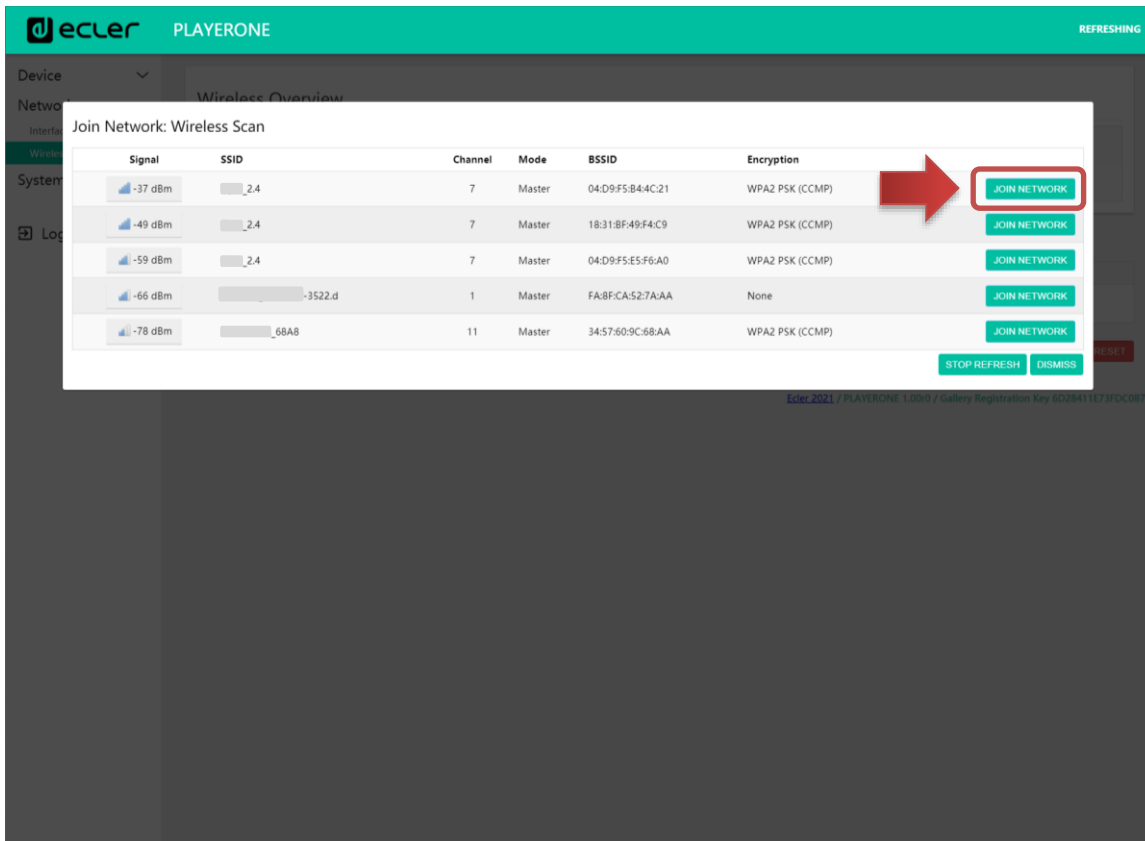 ecler PLAYERONE REFRESHING
Device
Wireless Overview
Netwo
Interfac
Wireles
System
Log
Join Network: Wireless Scan
Signal SSID Channel Mode BSSID Encryption
-37 dBm _2.4 7 Master 04:D9:F5:B4:4C:21 WPA2 PSK (CCMP) JOIN NETWORK
-49 dBm _2.4 7 Master 18:31:BF:49:F4:C9 WPA2 PSK (CCMP) JOIN NETWORK
-59 dBm _2.4 7 Master 04:D9:F5:E5:F6:A0 WPA2 PSK (CCMP) JOIN NETWORK
-66 dBm -3522.d 1 Master FA:8F:CA:52:7A:AA None JOIN NETWORK
-78 dBm _68A8 11 Master 34:57:60:9C:68:AA WPA2 PSK (CCMP) JOIN NETWORK
RESET
STOP REFRESH DISMISS
Ecler 2021 / PLAYERONE 1.00r0 / Gallery Registration Key 6D28411E73FDC087